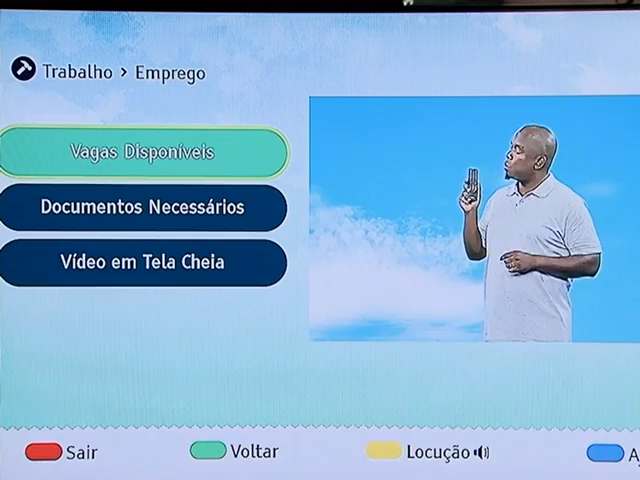 Trabalho > Emprego
Vagas Disponíveis
Documentos Necessários
Vídeo em Tela Cheia
Sair
Voltar
Locução